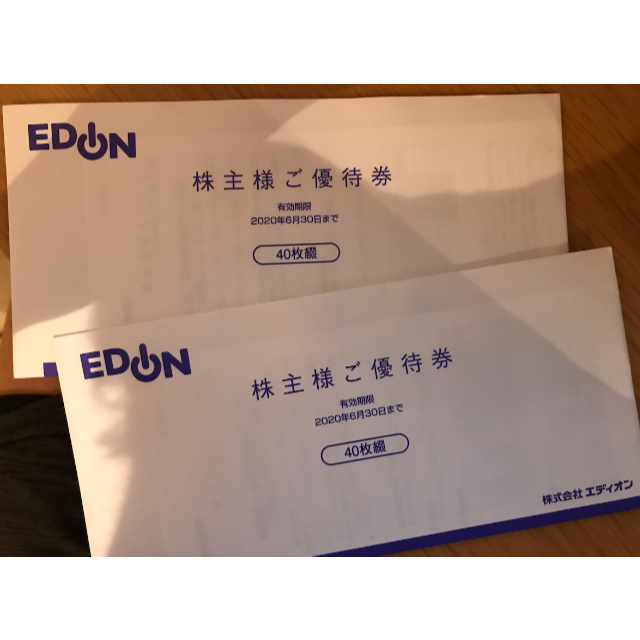 EDION
株主様ご優待券
有効期限
2020年6月30日まで
40枚綴
EDION
株主様ご優待券
有効期限
2020年6月30日まで
40枚綴
株式会社 エディオン